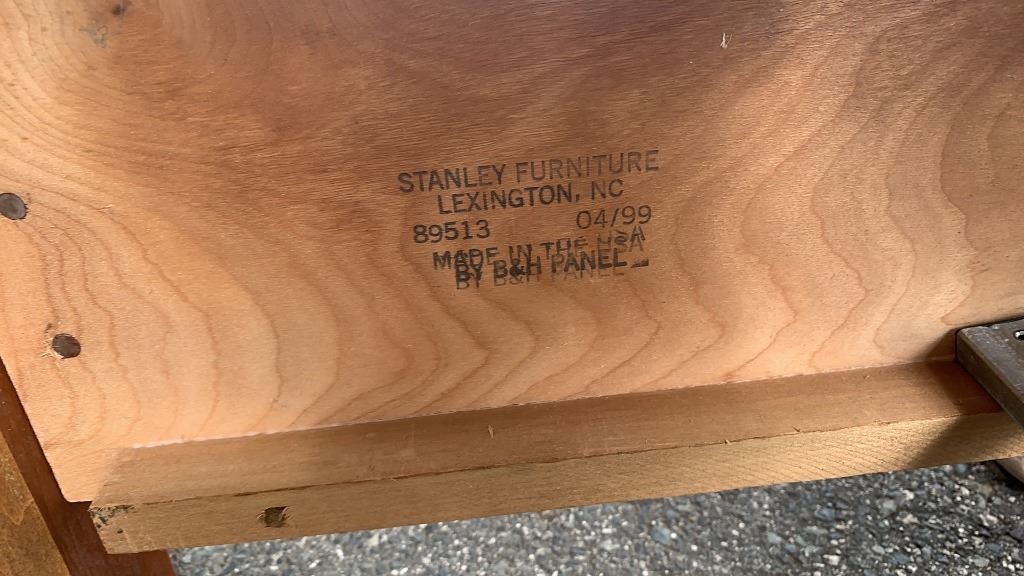 STANLEY FURNITURE
LEXINGTON, NC
89513 04/99
MADE IN THE USA
BY B&H PANEL